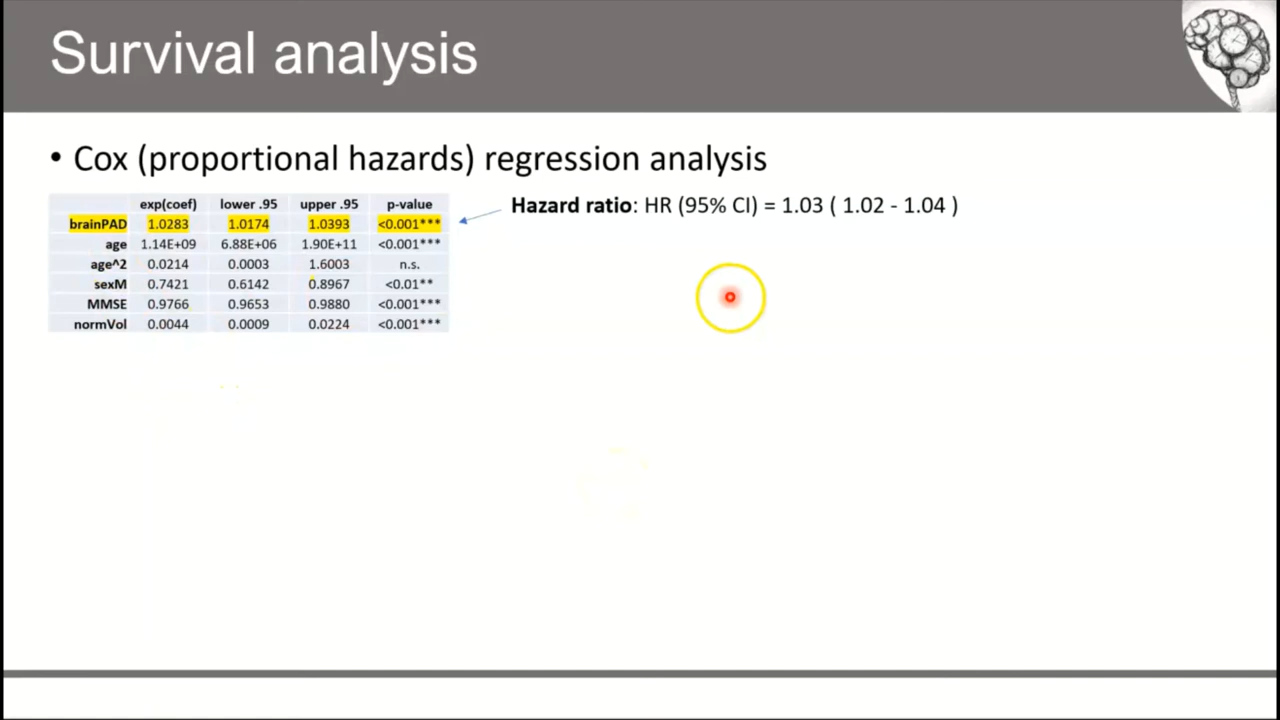 Survival analysis
• Cox (proportional hazards) regression analysis
exp(coef) lower .95 upper .95 p-value
brainPAD 1.0283 1.0174 1.0393 <0.001***
age 1.14E+09 6.88E+06 1.90E+11 <0.001***
age^2 0.0214 0.0003 1.6003 n.s.
sexM 0.7421 0.6142 0.8967 <0.01**
MMSE 0.9766 0.9653 0.9880 <0.001***
normVol 0.0044 0.0009 0.0224 <0.001***
Hazard ratio: HR (95% CI) = 1.03 ( 1.02 - 1.04 )